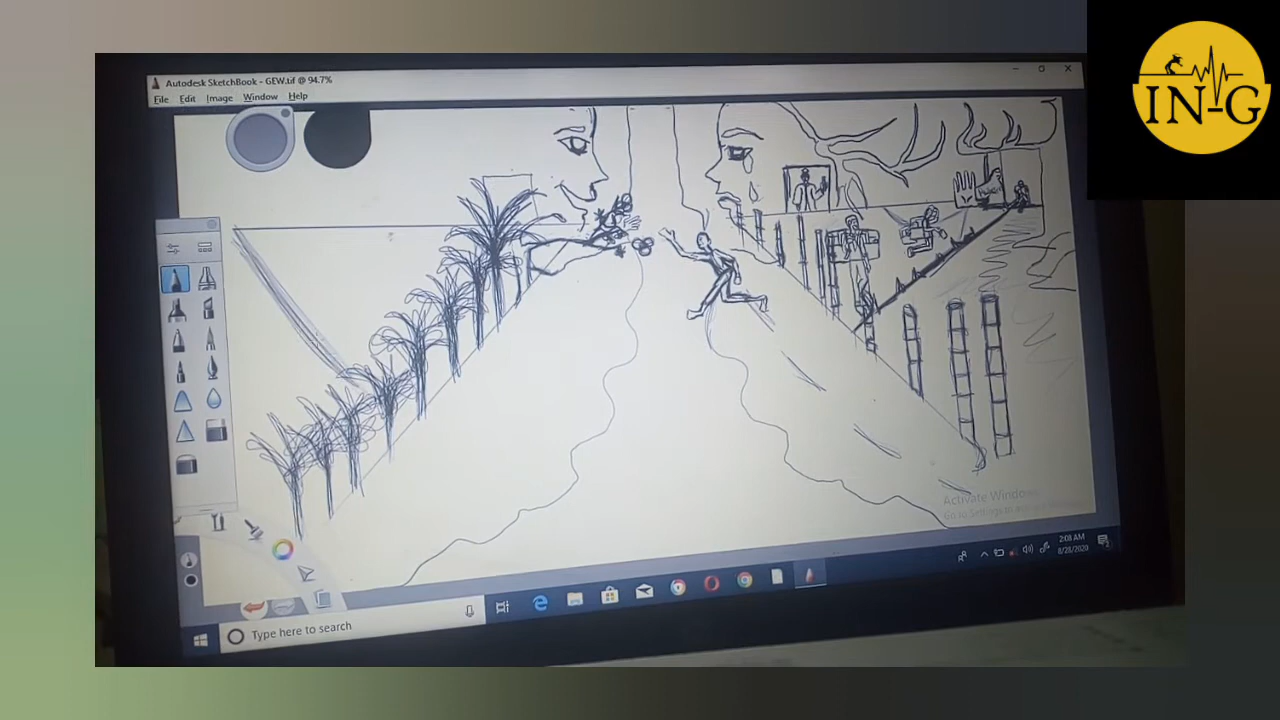 Autodesk SketchBook - GEW.tif @ 94.7%
File Edit Image Window Help
IN-G
Activate Windows
2:08 AM
8/28/2020
Type here to search